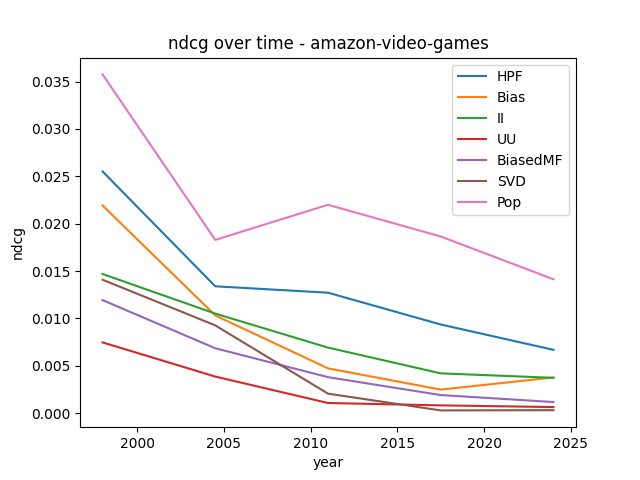 ndcg over time - amazon-video-games
HPF
Bias
II
UU
BiasedMF
SVD
Pop
0.035
0.030
0.025
0.020
0.015
0.010
0.005
0.000
ndcg
2000
2005
2010
2015
2020
2025
year